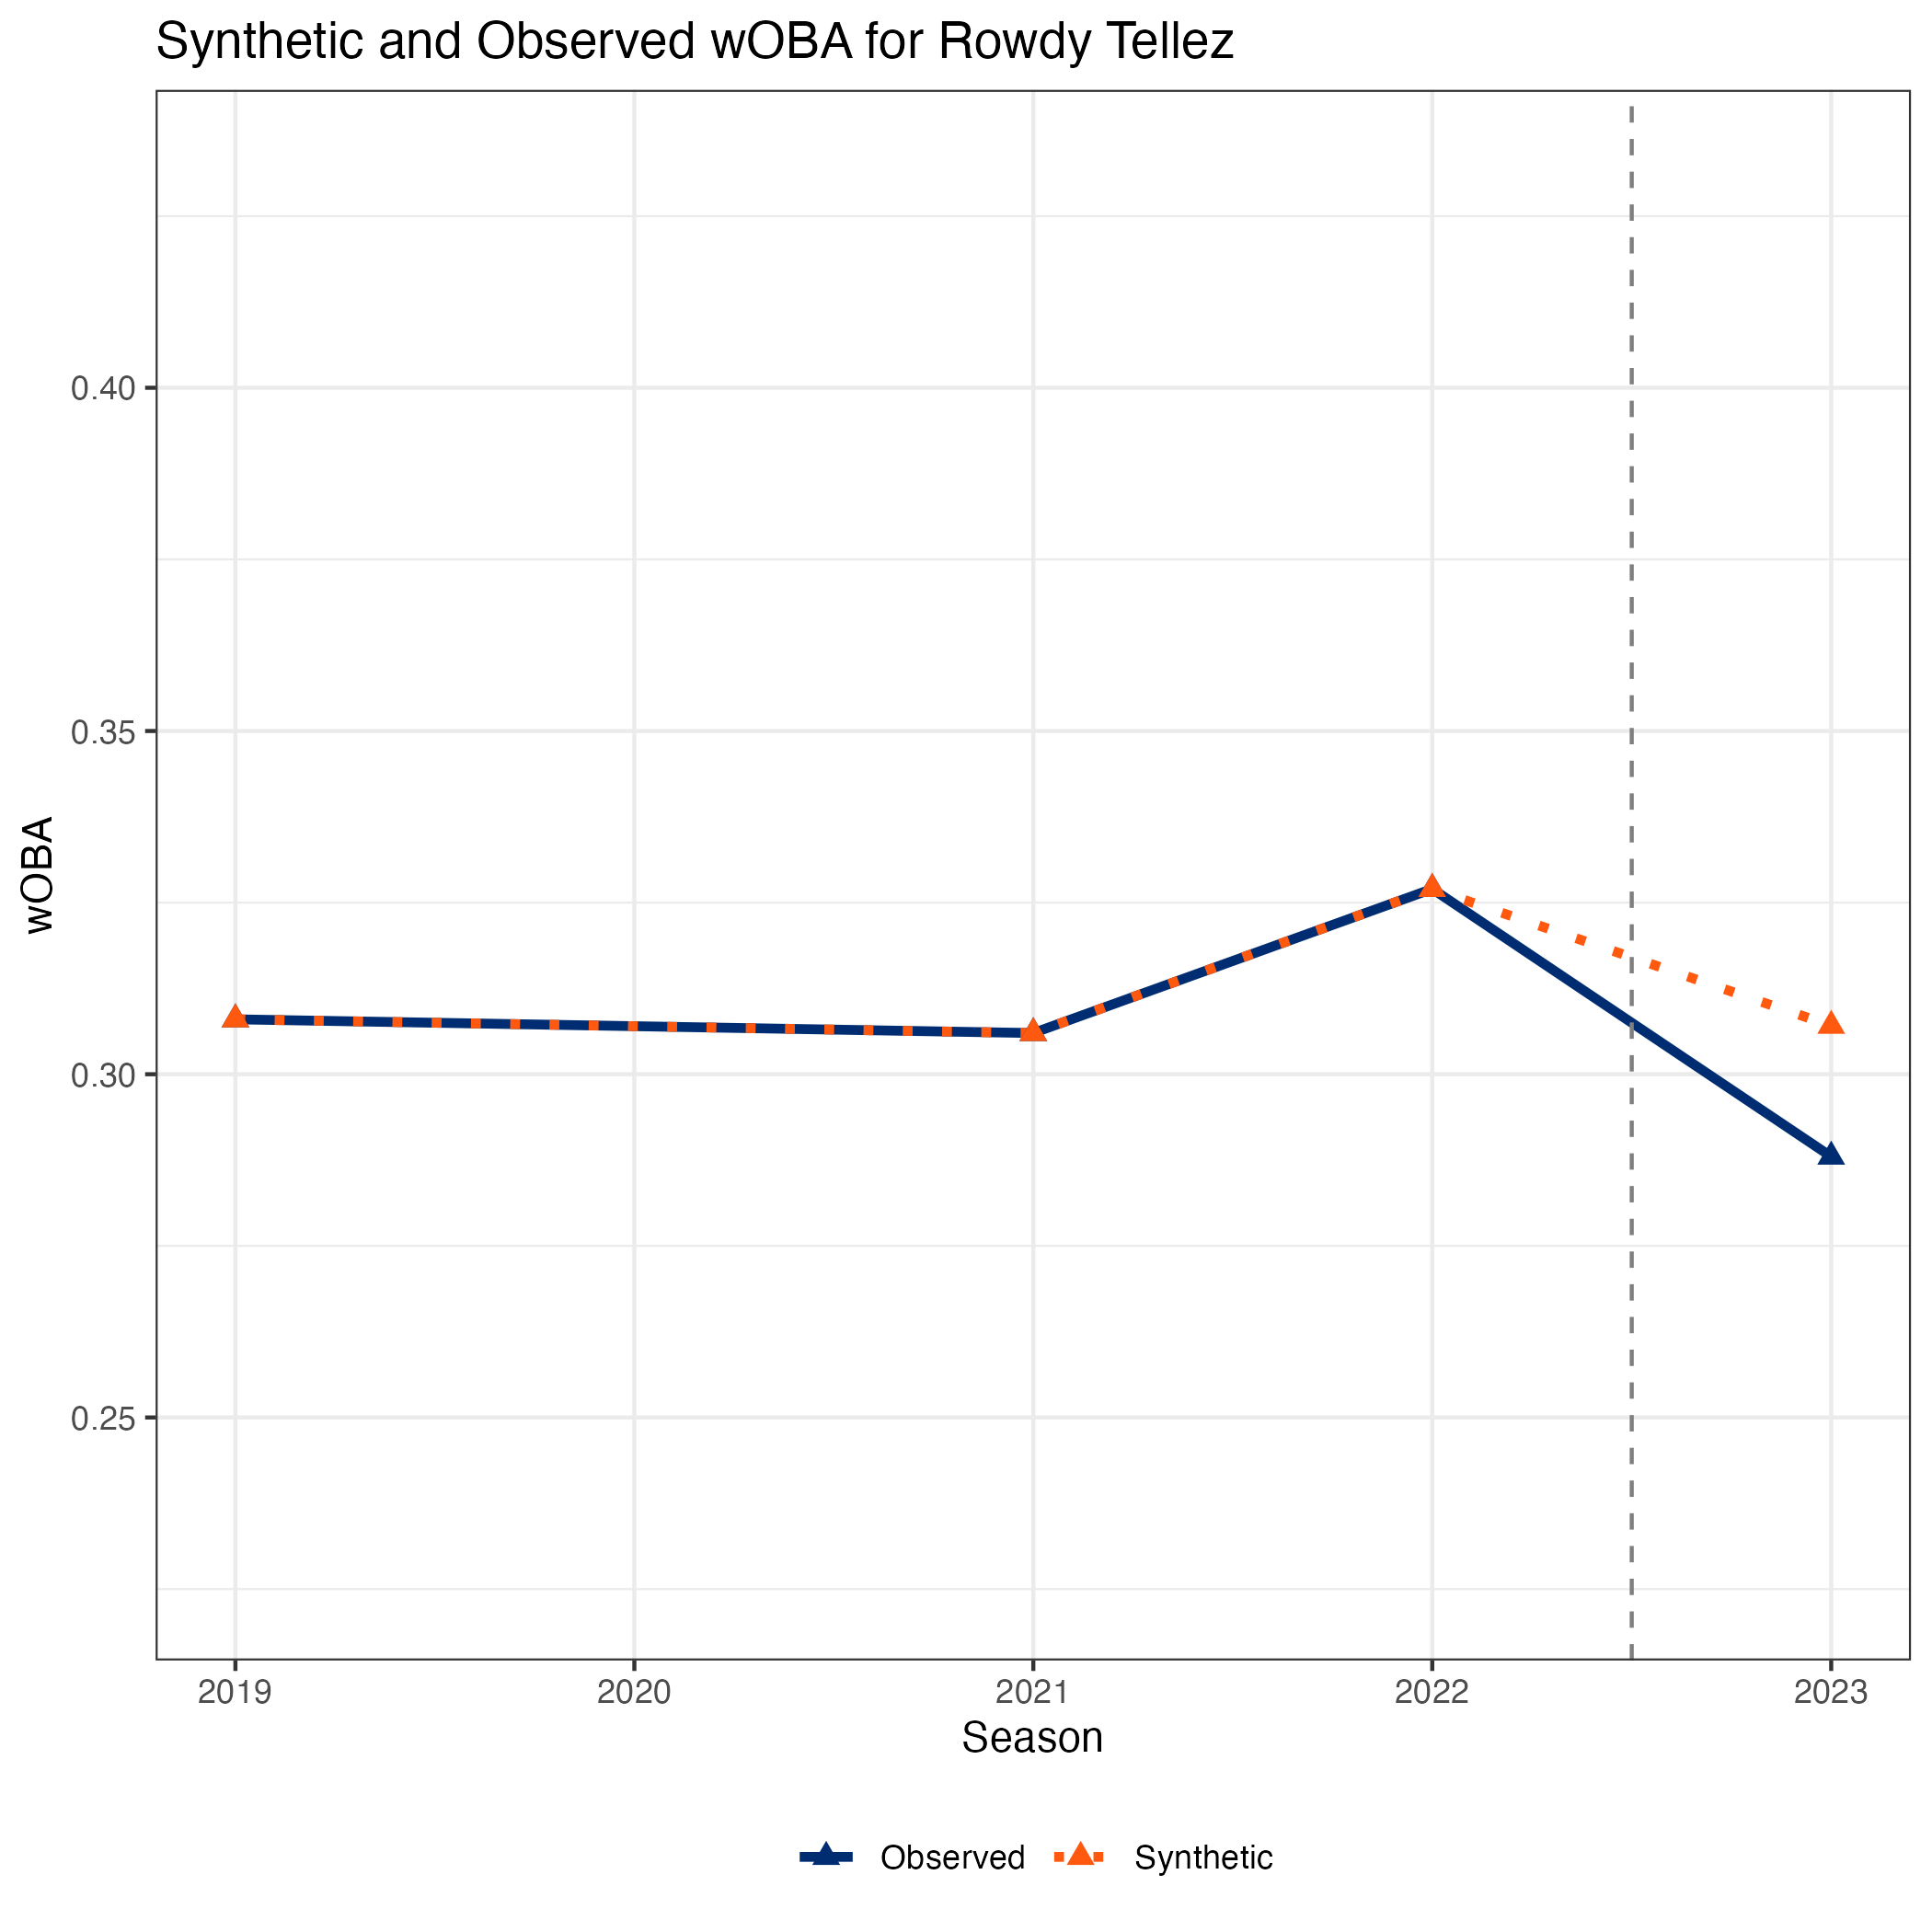 Synthetic and Observed wOBA for Rowdy Tellez
wOBA
0.40
0.35
0.30
0.25
2019 2020 2021 2022 2023
Season
Observed Synthetic